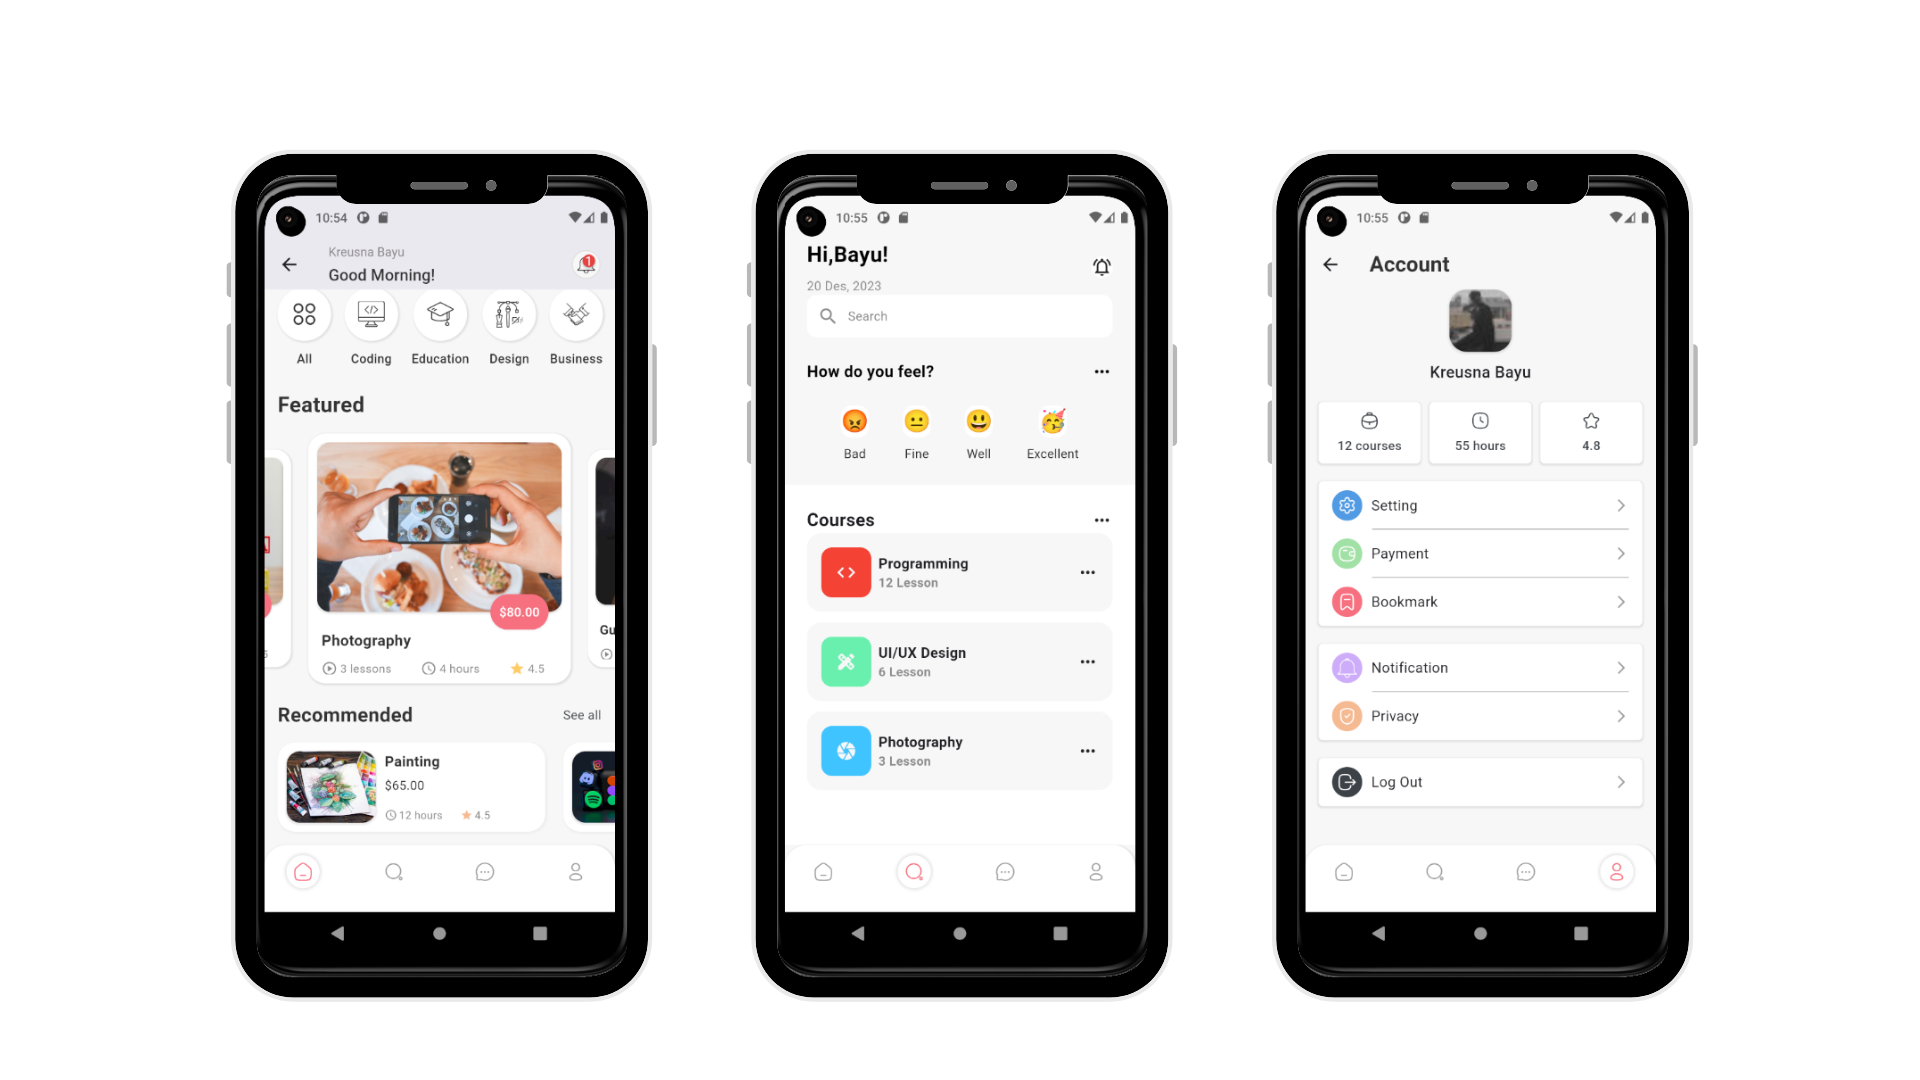 10:54
Kreusna Bayu
Good Morning!
1
All
Coding
Education
Design
Business
Featured
$80.00
Photography
3 lessons
4 hours
4.5
Gu
Recommended
See all
Painting
$65.00
12 hours
4.5
10:55
Hi,Bayu!
20 Des, 2023
Search
How do you feel?
Bad
Fine
Well
Excellent
Courses
Programming
12 Lesson
UI/UX Design
6 Lesson
Photography
3 Lesson
10:55
Account
Kreusna Bayu
12 courses
55 hours
4.8
Setting
Payment
Bookmark
Notification
Privacy
Log Out